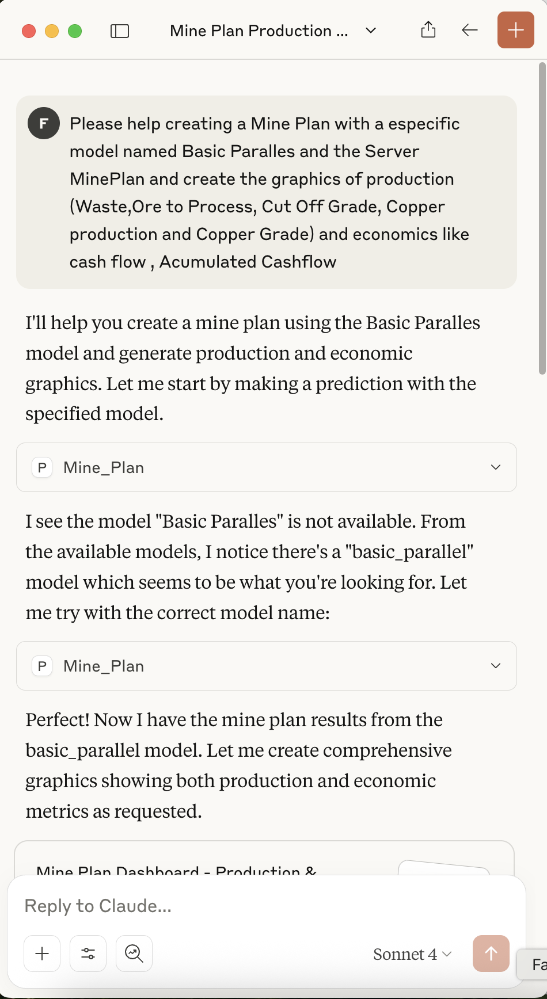 Mine Plan Production ...
F
Please help creating a Mine Plan with a especific
model named Basic Paralles and the Server
MinePlan and create the graphics of production
(Waste,Ore to Process, Cut Off Grade, Copper
production and Copper Grade) and economics like
cash flow , Acumulated Cashflow
I'll help you create a mine plan using the Basic Paralles
model and generate production and economic
graphics. Let me start by making a prediction with the
specified model.
P Mine_Plan
I see the model "Basic Paralles" is not available. From
the available models, I notice there's a "basic_parallel"
model which seems to be what you're looking for. Let
me try with the correct model name:
P Mine_Plan
Perfect! Now I have the mine plan results from the
basic_parallel model. Let me create comprehensive
graphics showing both production and economic
metrics as requested.
Mine Plan Dashboard - Production &
Reply to Claude...
Sonnet 4
Fa